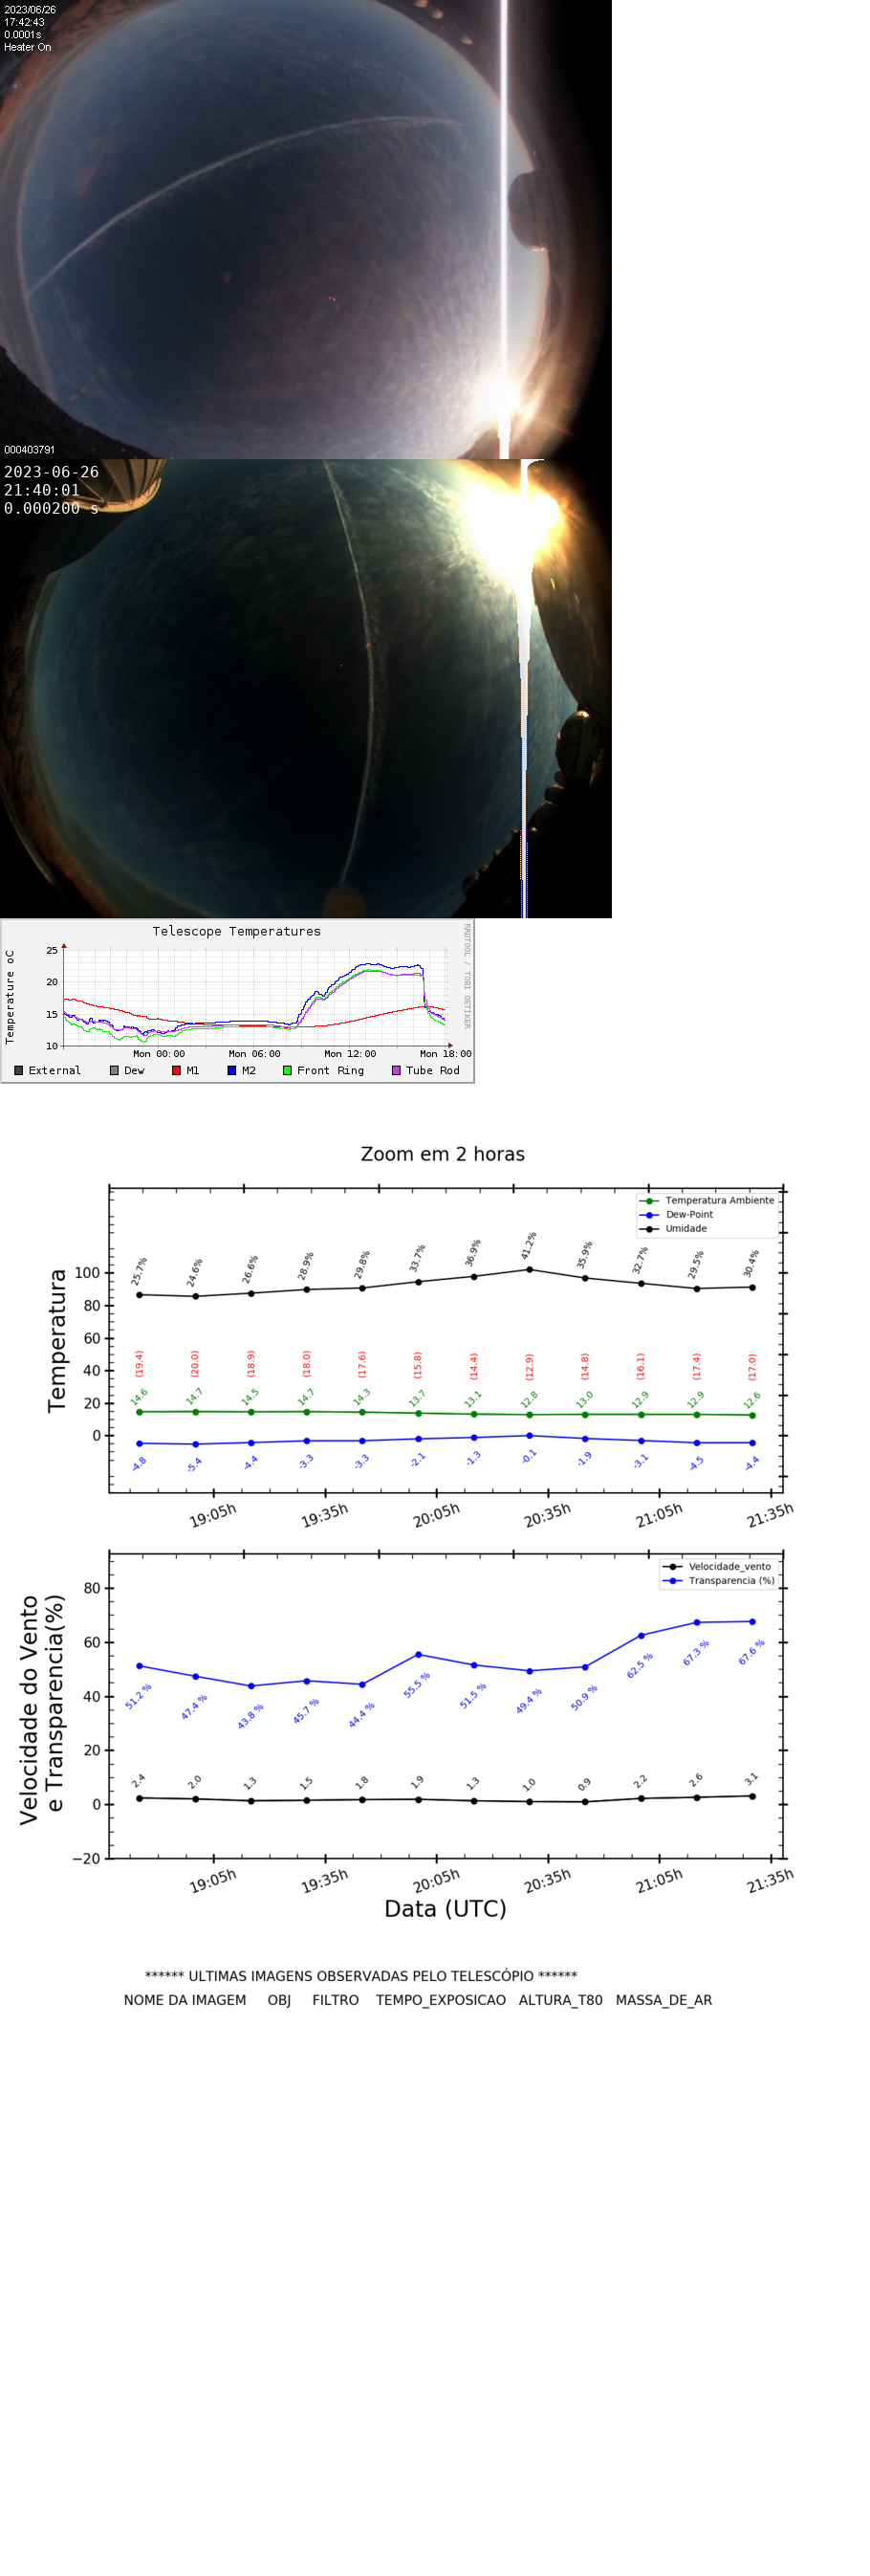 2023/06/26
17:42:43
0.0001s
Heater On
000403791
2023-06-26
21:40:01
0.000200 s
Telescope Temperatures
RRDTOOL / TOBI OETIKER
Temperature oC
25
20
15
10
Mon 00:00 Mon 06:00 Mon 12:00 Mon 18:00
External Dew M1 M2 Front Ring Tube Rod
Zoom em 2 horas
Temperatura Ambiente
Dew-Point
Umidade
Temperatura
100
80
60
40
20
0
25.7% 24.6% 26.6% 28.9% 29.8% 33.7% 36.9% 41.2% 35.9% 32.7% 29.5% 30.4%
(19.4) (20.0) (18.9) (18.0) (17.6) (15.8) (14.4) (12.9) (14.8) (16.1) (17.4) (17.0)
14.6 14.7 14.5 14.7 14.3 13.7 13.1 12.8 13.0 12.9 12.9 12.6
-4.8 -5.4 -4.4 -3.3 -3.3 -2.1 -1.3 -0.1 -1.9 -3.1 -4.5 -4.4
19:05h 19:35h 20:05h 20:35h 21:05h 21:35h
Velocidade_vento
Transparencia (%)
Velocidade do Vento
e Transparencia(%)
80
60
40
20
0
−20
51.2 % 47.4 % 43.8 % 45.7 % 44.4 % 55.5 % 51.5 % 49.4 % 50.9 % 62.5 % 67.3 % 67.6 %
2.4 2.0 1.3 1.5 1.8 1.9 1.3 1.0 0.9 2.2 2.6 3.1
19:05h 19:35h 20:05h 20:35h 21:05h 21:35h
Data (UTC)
****** ULTIMAS IMAGENS OBSERVADAS PELO TELESCÓPIO ******
NOME DA IMAGEM OBJ FILTRO TEMPO_EXPOSICAO ALTURA_T80 MASSA_DE_AR